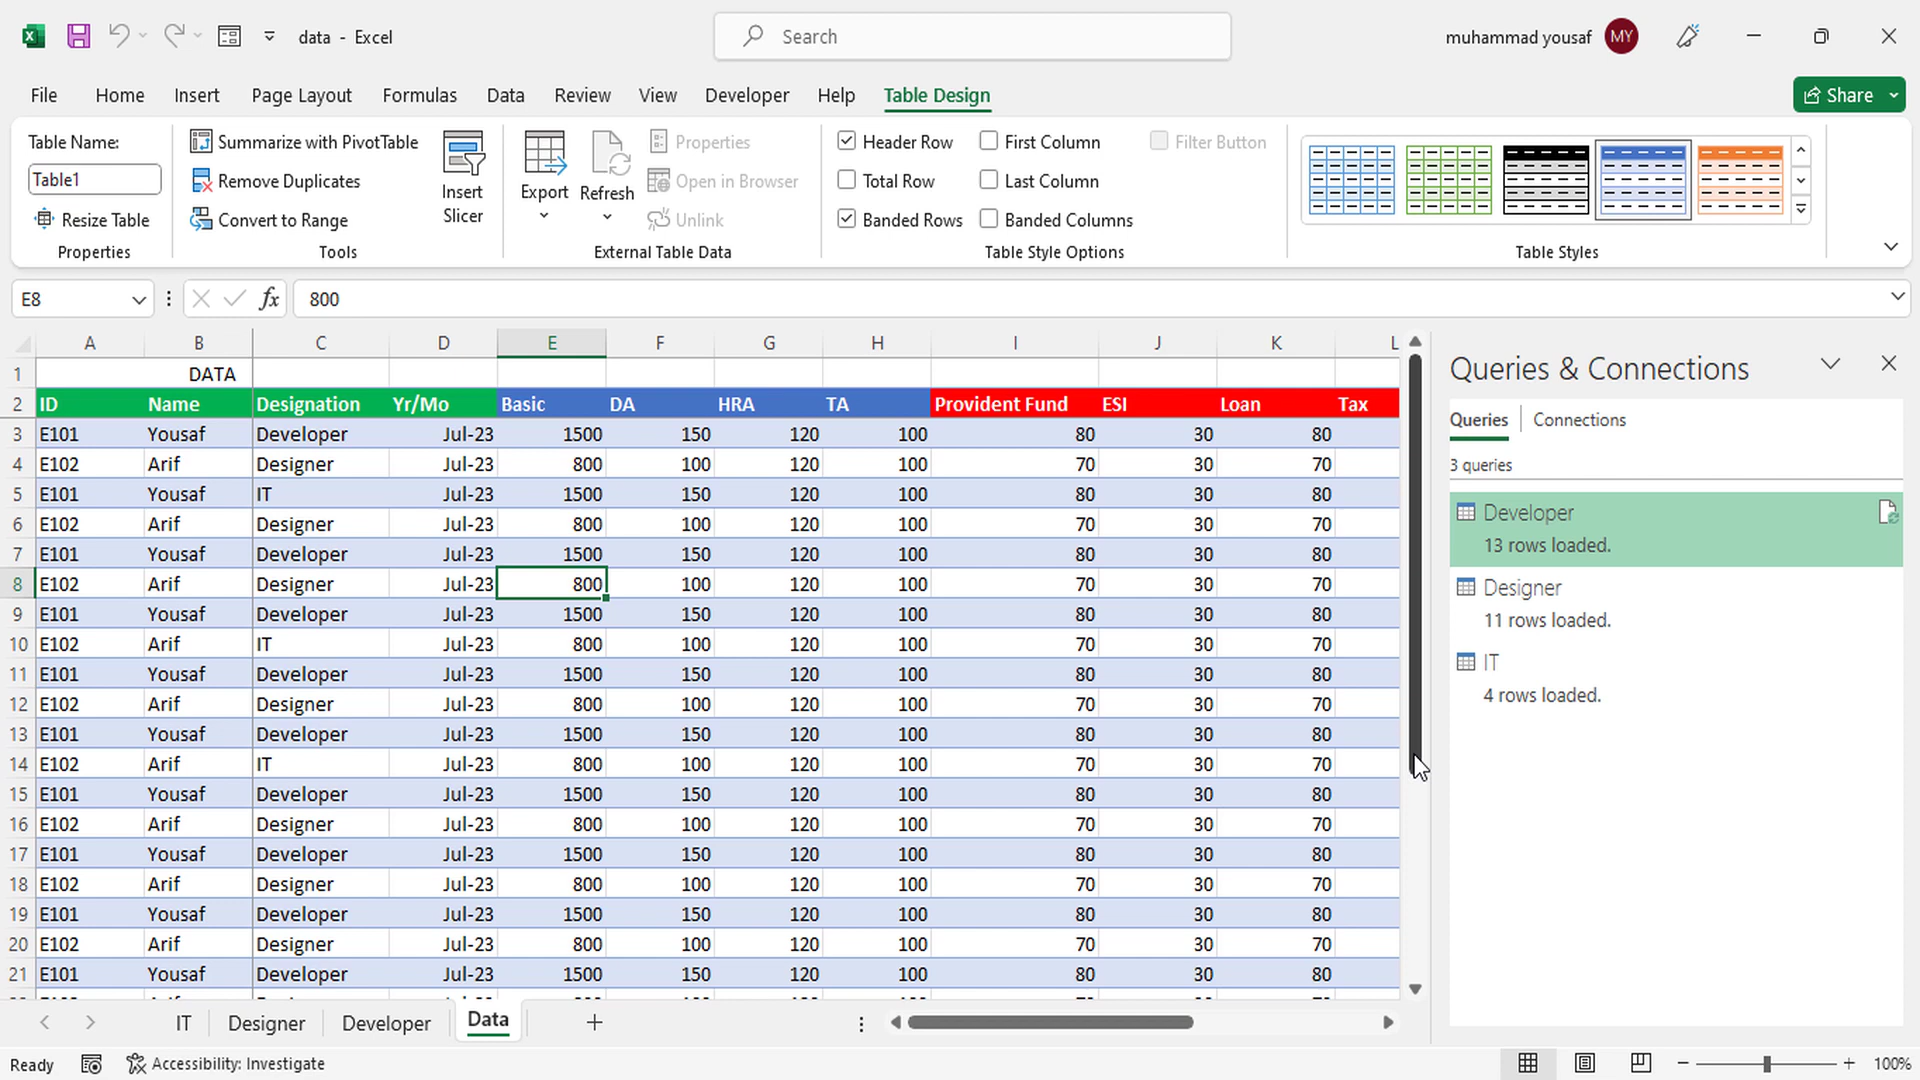 data - Excel
Search
muhammad yousaf MY
File Home Insert Page Layout Formulas Data Review View Developer Help Table Design
Share
Table Name:
Table1
Resize Table
Properties
Summarize with PivotTable
Remove Duplicates
Convert to Range
Insert
Slicer
Tools
Export
Refresh
Properties
Open in Browser
Unlink
External Table Data
Header Row First Column Filter Button
Total Row Last Column
Banded Rows Banded Columns
Table Style Options
Table Styles
E8 fx 800
A B C D E F G H I J K L
1 DATA
2 ID Name Designation Yr/Mo Basic DA HRA TA Provident Fund ESI Loan Tax
3 E101 Yousaf Developer Jul-23 1500 150 120 100 80 30 80
4 E102 Arif Designer Jul-23 800 100 120 100 70 30 70
5 E101 Yousaf IT Jul-23 1500 150 120 100 80 30 80
6 E102 Arif Designer Jul-23 800 100 120 100 70 30 70
7 E101 Yousaf Developer Jul-23 1500 150 120 100 80 30 80
8 E102 Arif Designer Jul-23 800 100 120 100 70 30 70
9 E101 Yousaf Developer Jul-23 1500 150 120 100 80 30 80
10 E102 Arif IT Jul-23 800 100 120 100 70 30 70
11 E101 Yousaf Developer Jul-23 1500 150 120 100 80 30 80
12 E102 Arif Designer Jul-23 800 100 120 100 70 30 70
13 E101 Yousaf Developer Jul-23 1500 150 120 100 80 30 80
14 E102 Arif IT Jul-23 800 100 120 100 70 30 70
15 E101 Yousaf Developer Jul-23 1500 150 120 100 80 30 80
16 E102 Arif Designer Jul-23 800 100 120 100 70 30 70
17 E101 Yousaf Developer Jul-23 1500 150 120 100 80 30 80
18 E102 Arif Designer Jul-23 800 100 120 100 70 30 70
19 E101 Yousaf Developer Jul-23 1500 150 120 100 80 30 80
20 E102 Arif Designer Jul-23 800 100 120 100 70 30 70
21 E101 Yousaf Developer Jul-23 1500 150 120 100 80 30 80
Queries & Connections
Queries Connections
3 queries
Developer
13 rows loaded.
Designer
11 rows loaded.
IT
4 rows loaded.
IT Designer Developer Data
Ready Accessibility: Investigate 100%